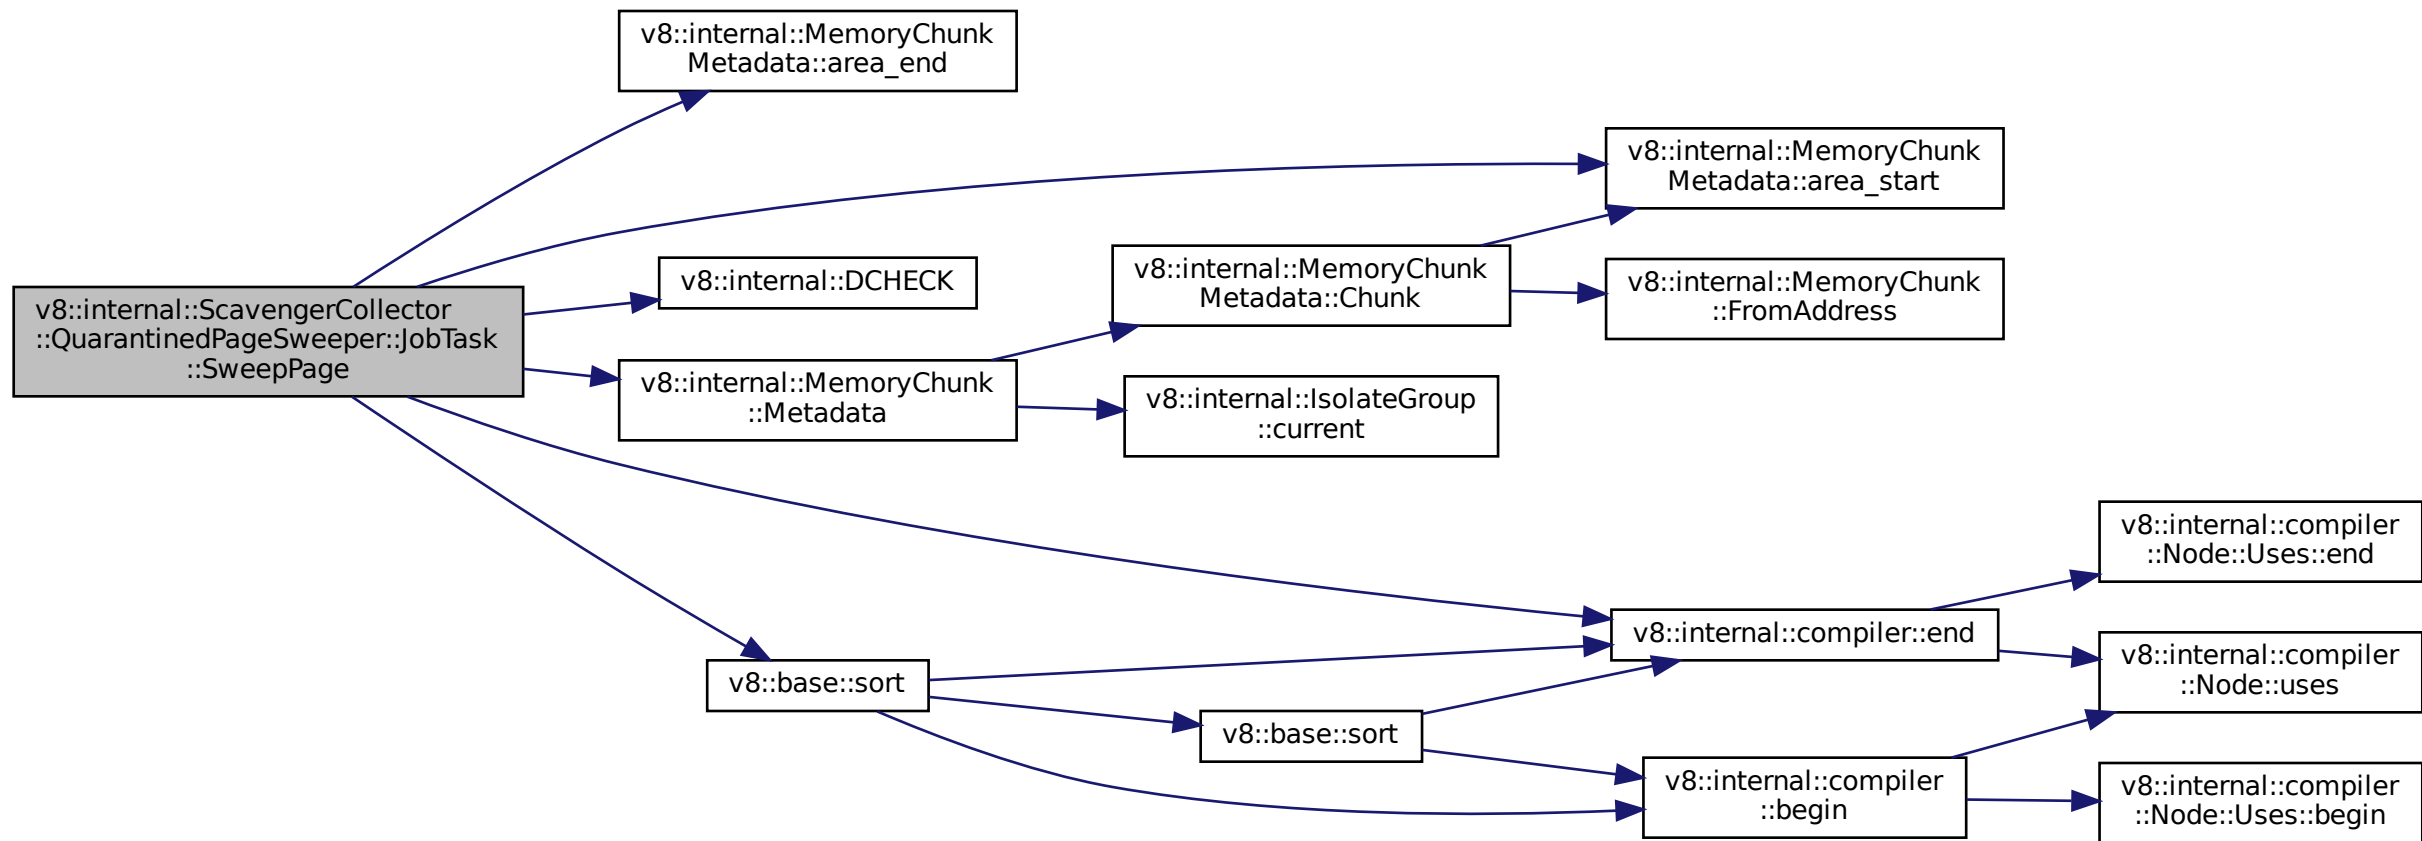 v8::internal::MemoryChunk
Metadata::area_end
v8::internal::MemoryChunk
Metadata::area_start
v8::internal::ScavengerCollector
::QuarantinedPageSweeper::JobTask
::SweepPage
v8::internal::DCHECK
v8::internal::MemoryChunk
Metadata::Chunk
v8::internal::MemoryChunk
::FromAddress
v8::internal::MemoryChunk
::Metadata
v8::internal::IsolateGroup
::current
v8::internal::compiler
::Node::Uses::end
v8::internal::compiler::end
v8::internal::compiler
::Node::uses
v8::base::sort
v8::base::sort
v8::internal::compiler
::begin
v8::internal::compiler
::Node::Uses::begin